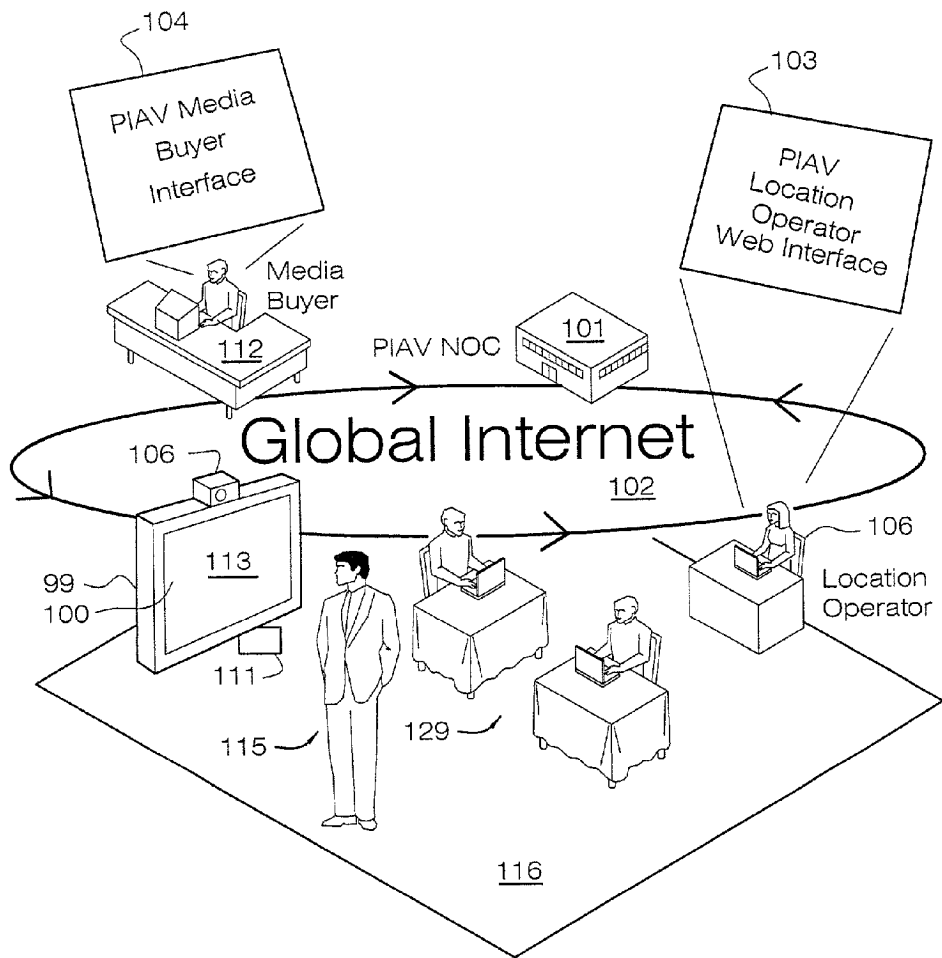 104
PIAV Media
Buyer
Interface
103
PIAV
Location
Operator
Web Interface
Media
Buyer
112
PIAV NOC
101
Global Internet
106
102
113
99
100
106
Location
Operator
111
115
129
116